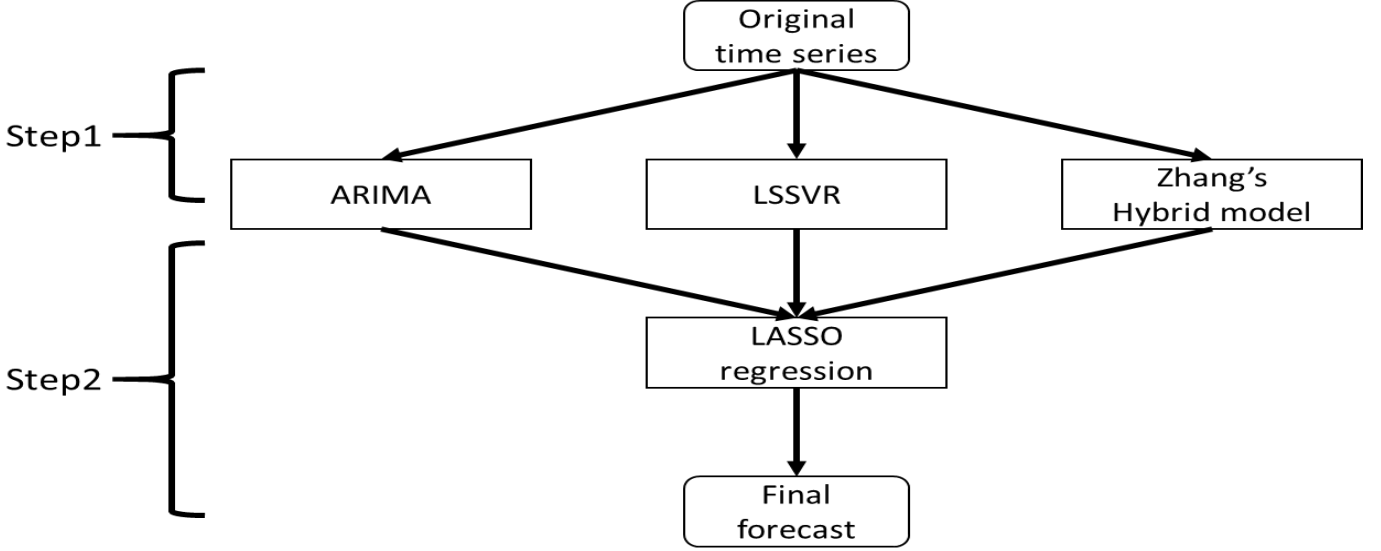 Original
time series
Step1
ARIMA
LSSVR
Zhang’s
Hybrid model
LASSO
regression
Step2
Final
forecast